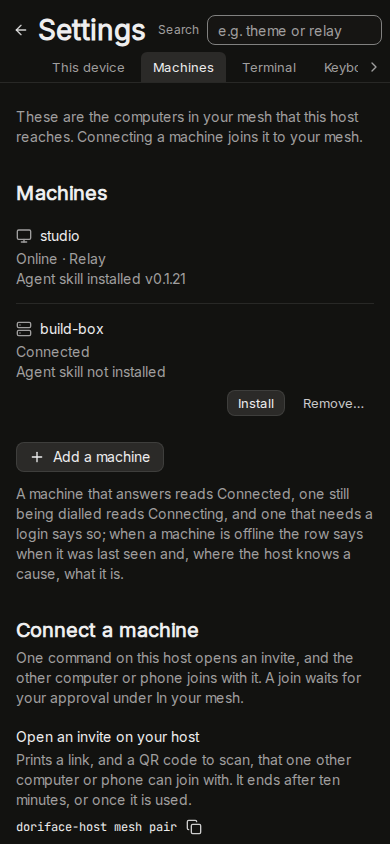 Settings
Search
e.g. theme or relay
This device
Machines
Terminal
Keybo
These are the computers in your mesh that this host
reaches. Connecting a machine joins it to your mesh.
Machines
studio
Online · Relay
Agent skill installed v0.1.21
build-box
Connected
Agent skill not installed
Install
Remove...
Add a machine
A machine that answers reads Connected, one still
being dialled reads Connecting, and one that needs a
login says so; when a machine is offline the row says
when it was last seen and, where the host knows a
cause, what it is.
Connect a machine
One command on this host opens an invite, and the
other computer or phone joins with it. A join waits for
your approval under In your mesh.
Open an invite on your host
Prints a link, and a QR code to scan, that one other
computer or phone can join with. It ends after ten
minutes, or once it is used.
doriface-host mesh pair